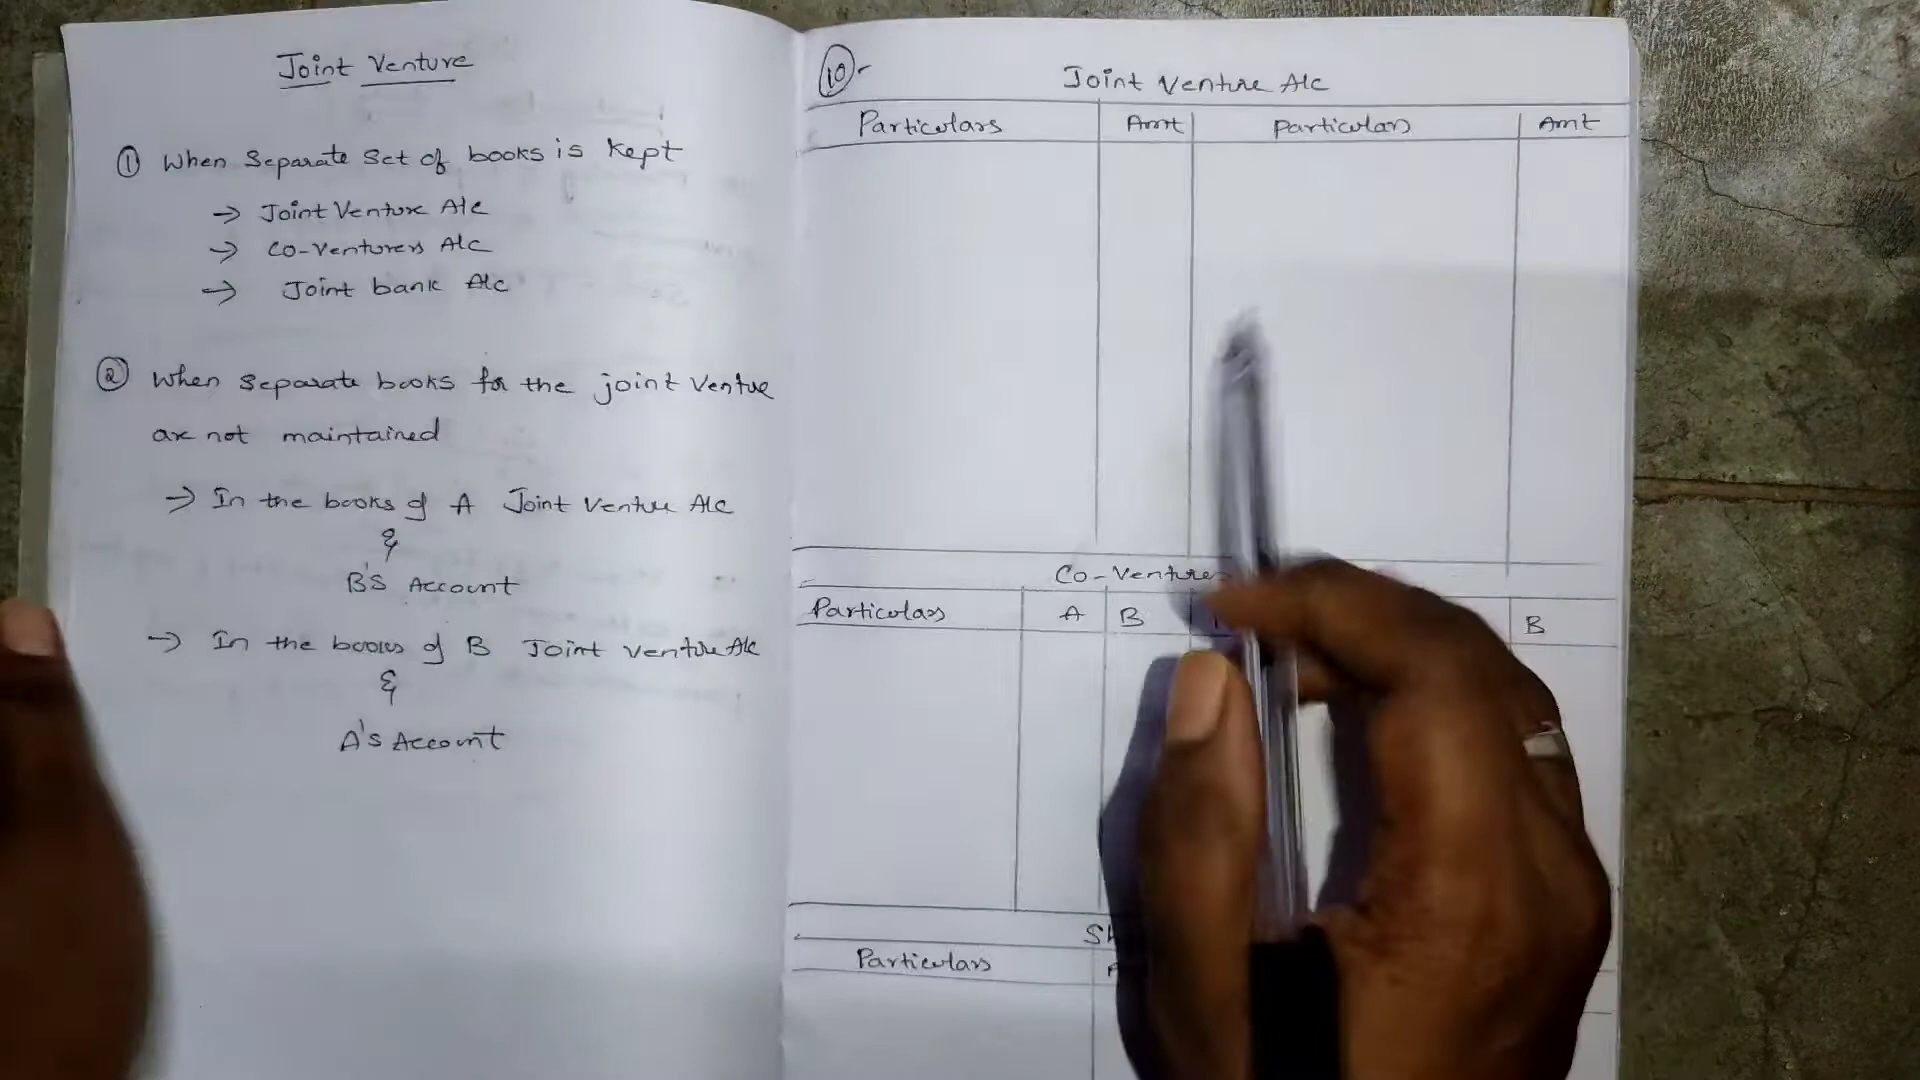 Joint Venture
① When Separate Set of books is kept
→ Joint Venture A/c
→ Co-Venturers A/c
→ Joint bank A/c
② When Separate books for the joint Ventue
are not maintained
→ In the books of A Joint Venture A/c
&
B's Account
→ In the books of B Joint Venture A/c
&
A's Account
⑩-
Joint Venture A/c
Particulars Amt Particulars Amt
Co-Venturers
Particulars A B B
Particulars